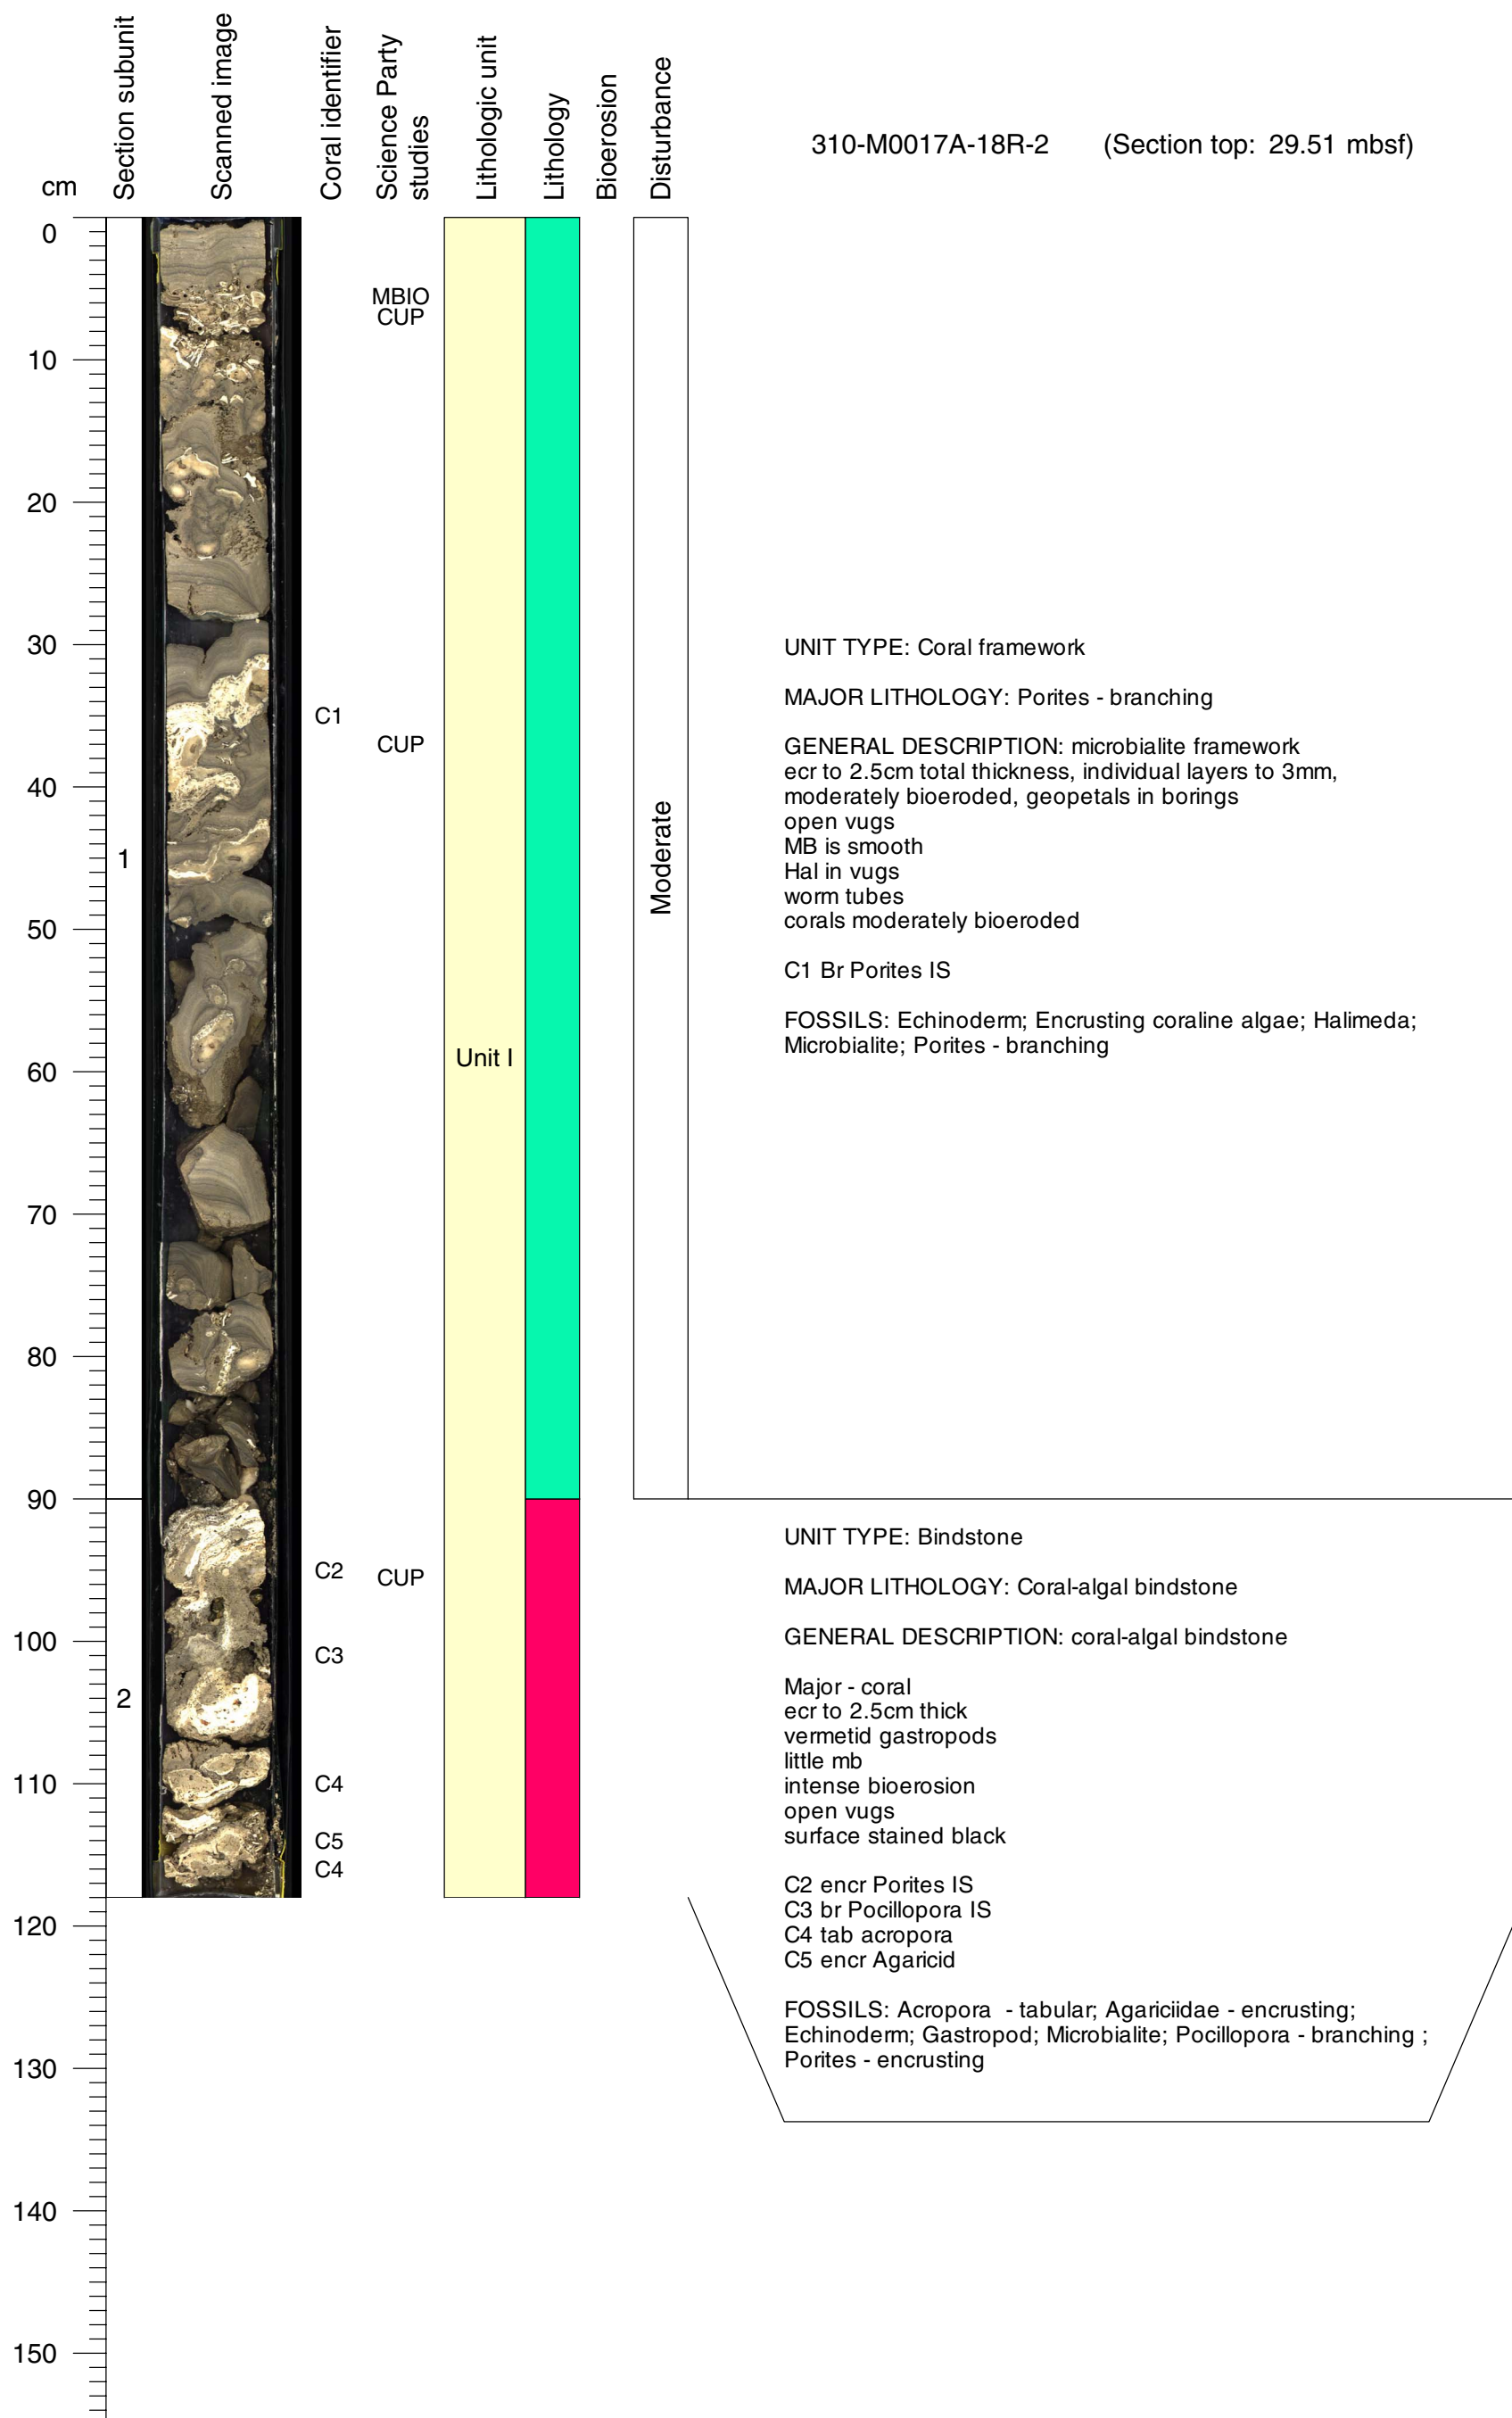 Section subunit
Scanned image
Coral identifier
Science Party
studies
Lithologic unit
Lithology
Bioerosion
Disturbance
310-M0017A-18R-2 (Section top: 29.51 mbsf)
cm
0
MBIO
CUP
10
20
30
UNIT TYPE: Coral framework
MAJOR LITHOLOGY: Porites - branching
C1
CUP
GENERAL DESCRIPTION: microbialite framework
ecr to 2.5cm total thickness, individual layers to 3mm,
40
moderately bioeroded, geopetals in borings
open vugs
MB is smooth
1
Moderate
Hal in vugs
worm tubes
corals moderately bioeroded
50
C1 Br Porites IS
FOSSILS: Echinoderm; Encrusting coraline algae; Halimeda;
Microbialite; Porites - branching
Unit I
60
70
80
90
UNIT TYPE: Bindstone
C2
CUP
MAJOR LITHOLOGY: Coral-algal bindstone
100
GENERAL DESCRIPTION: coral-algal bindstone
C3
Major - coral
2
ecr to 2.5cm thick
vermetid gastropods
little mb
110
C4
intense bioerosion
open vugs
surface stained black
C5
C4
C2 encr Porites IS
C3 br Pocillopora IS
120
C4 tab acropora
C5 encr Agaricid
FOSSILS: Acropora - tabular; Agariciidae - encrusting;
Echinoderm; Gastropod; Microbialite; Pocillopora - branching ;
Porites - encrusting
130
140
150